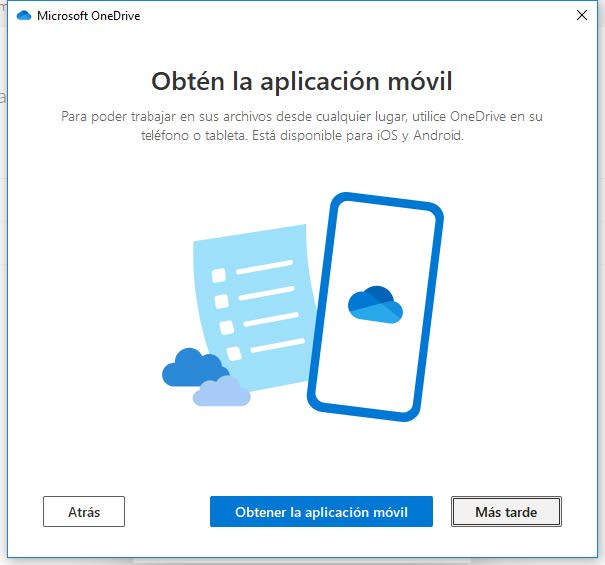 Microsoft OneDrive
Obtén la aplicación móvil
Para poder trabajar en sus archivos desde cualquier lugar, utilice OneDrive en su
teléfono o tableta. Está disponible para iOS y Android.
Atrás
Obtener la aplicación móvil
Más tarde